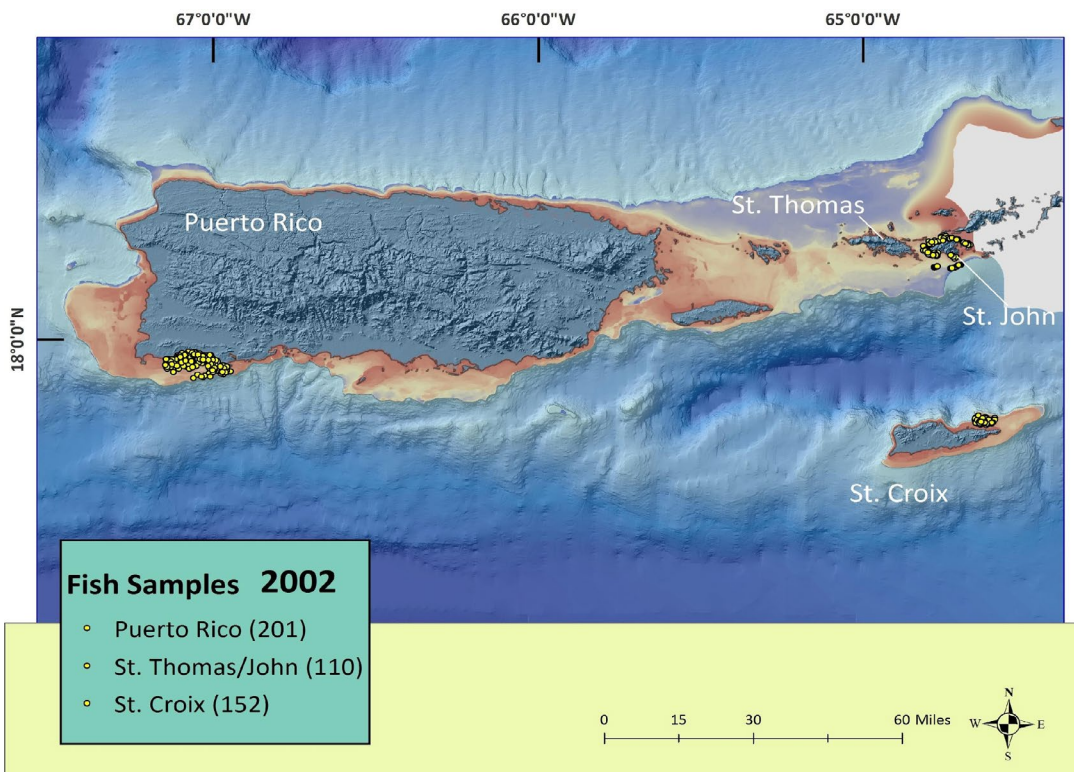 67°0'0"W
66°0'0"W
65°0'0"W
Puerto Rico
St. Thomas
St. John
18°0'0"N
St. Croix
Fish Samples 2002
Puerto Rico (201)
St. Thomas/John (110)
St. Croix (152)
0 15 30 60 Miles
N
W E
S